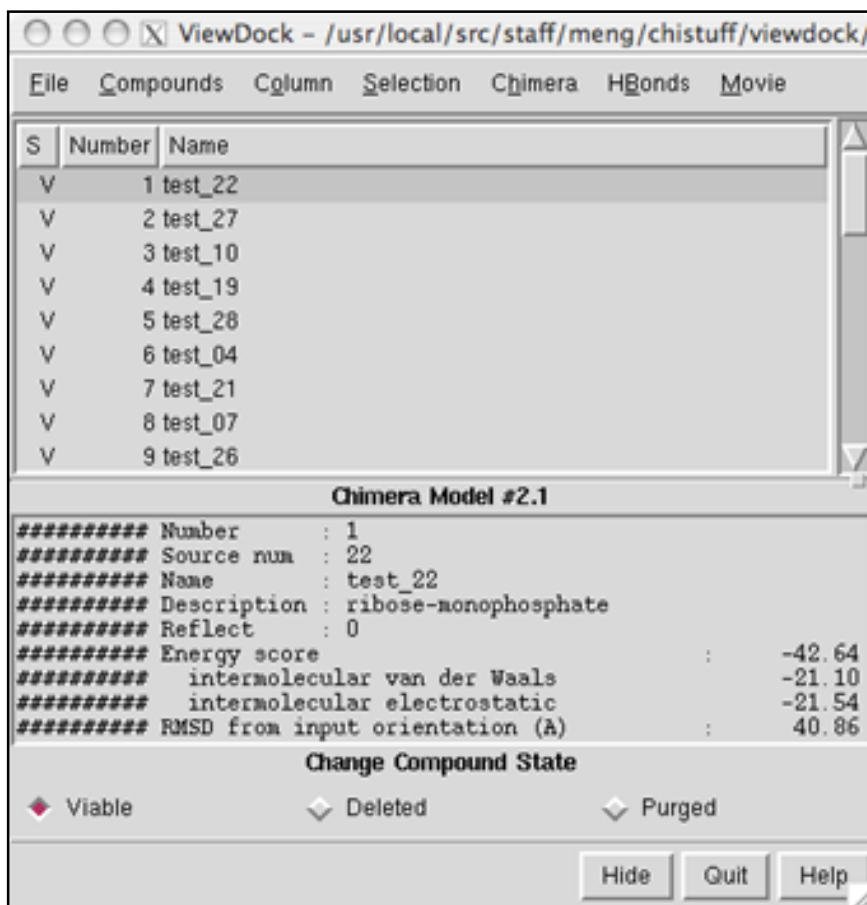 X ViewDock - /usr/local/src/staff/meng/chistuff/viewdock/
File Compounds Column Selection Chimera HBonds Movie
S Number Name
V 1 test_22
V 2 test_27
V 3 test_10
V 4 test_19
V 5 test_28
V 6 test_04
V 7 test_21
V 8 test_07
V 9 test_26
Chimera Model #2.1
########## Number : 1
########## Source num : 22
########## Name : test_22
########## Description : ribose-monophosphate
########## Reflect : 0
########## Energy score : -42.64
########## intermolecular van der Waals -21.10
########## intermolecular electrostatic -21.54
########## RMSD from input orientation (A) : 40.86
Change Compound State
Viable Deleted Purged
Hide Quit Help